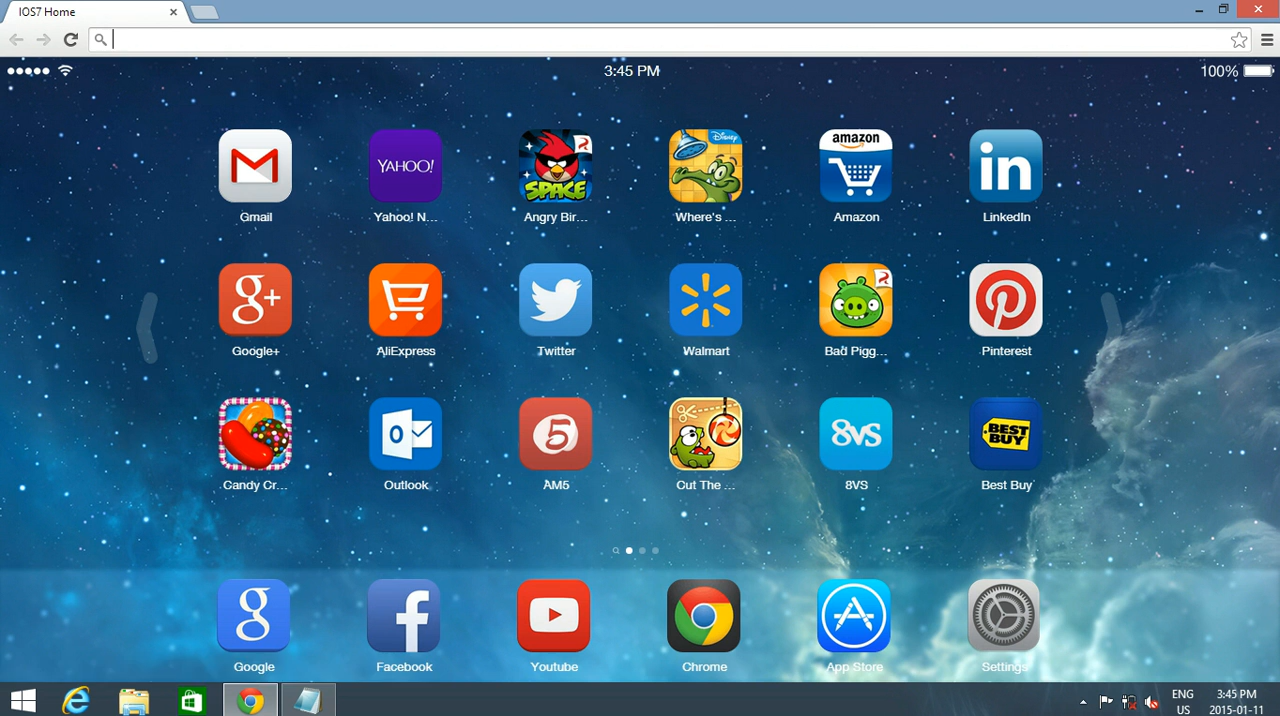 IOS7 Home
3:45 PM
100%
YAHOO!
SPACE
Disney
amazon
in
Gmail
Yahoo! N...
Angry Bir...
Where's ...
Amazon
LinkedIn
g+
Google+
AliExpress
Twitter
Walmart
Bad Pigg...
Pinterest
5
8vs
BEST
BUY
Candy Cr...
Outlook
AM5
Cut The ...
8VS
Best Buy
Google
Facebook
Youtube
Chrome
App Store
Settings
ENG
US
3:45 PM
2015-01-11